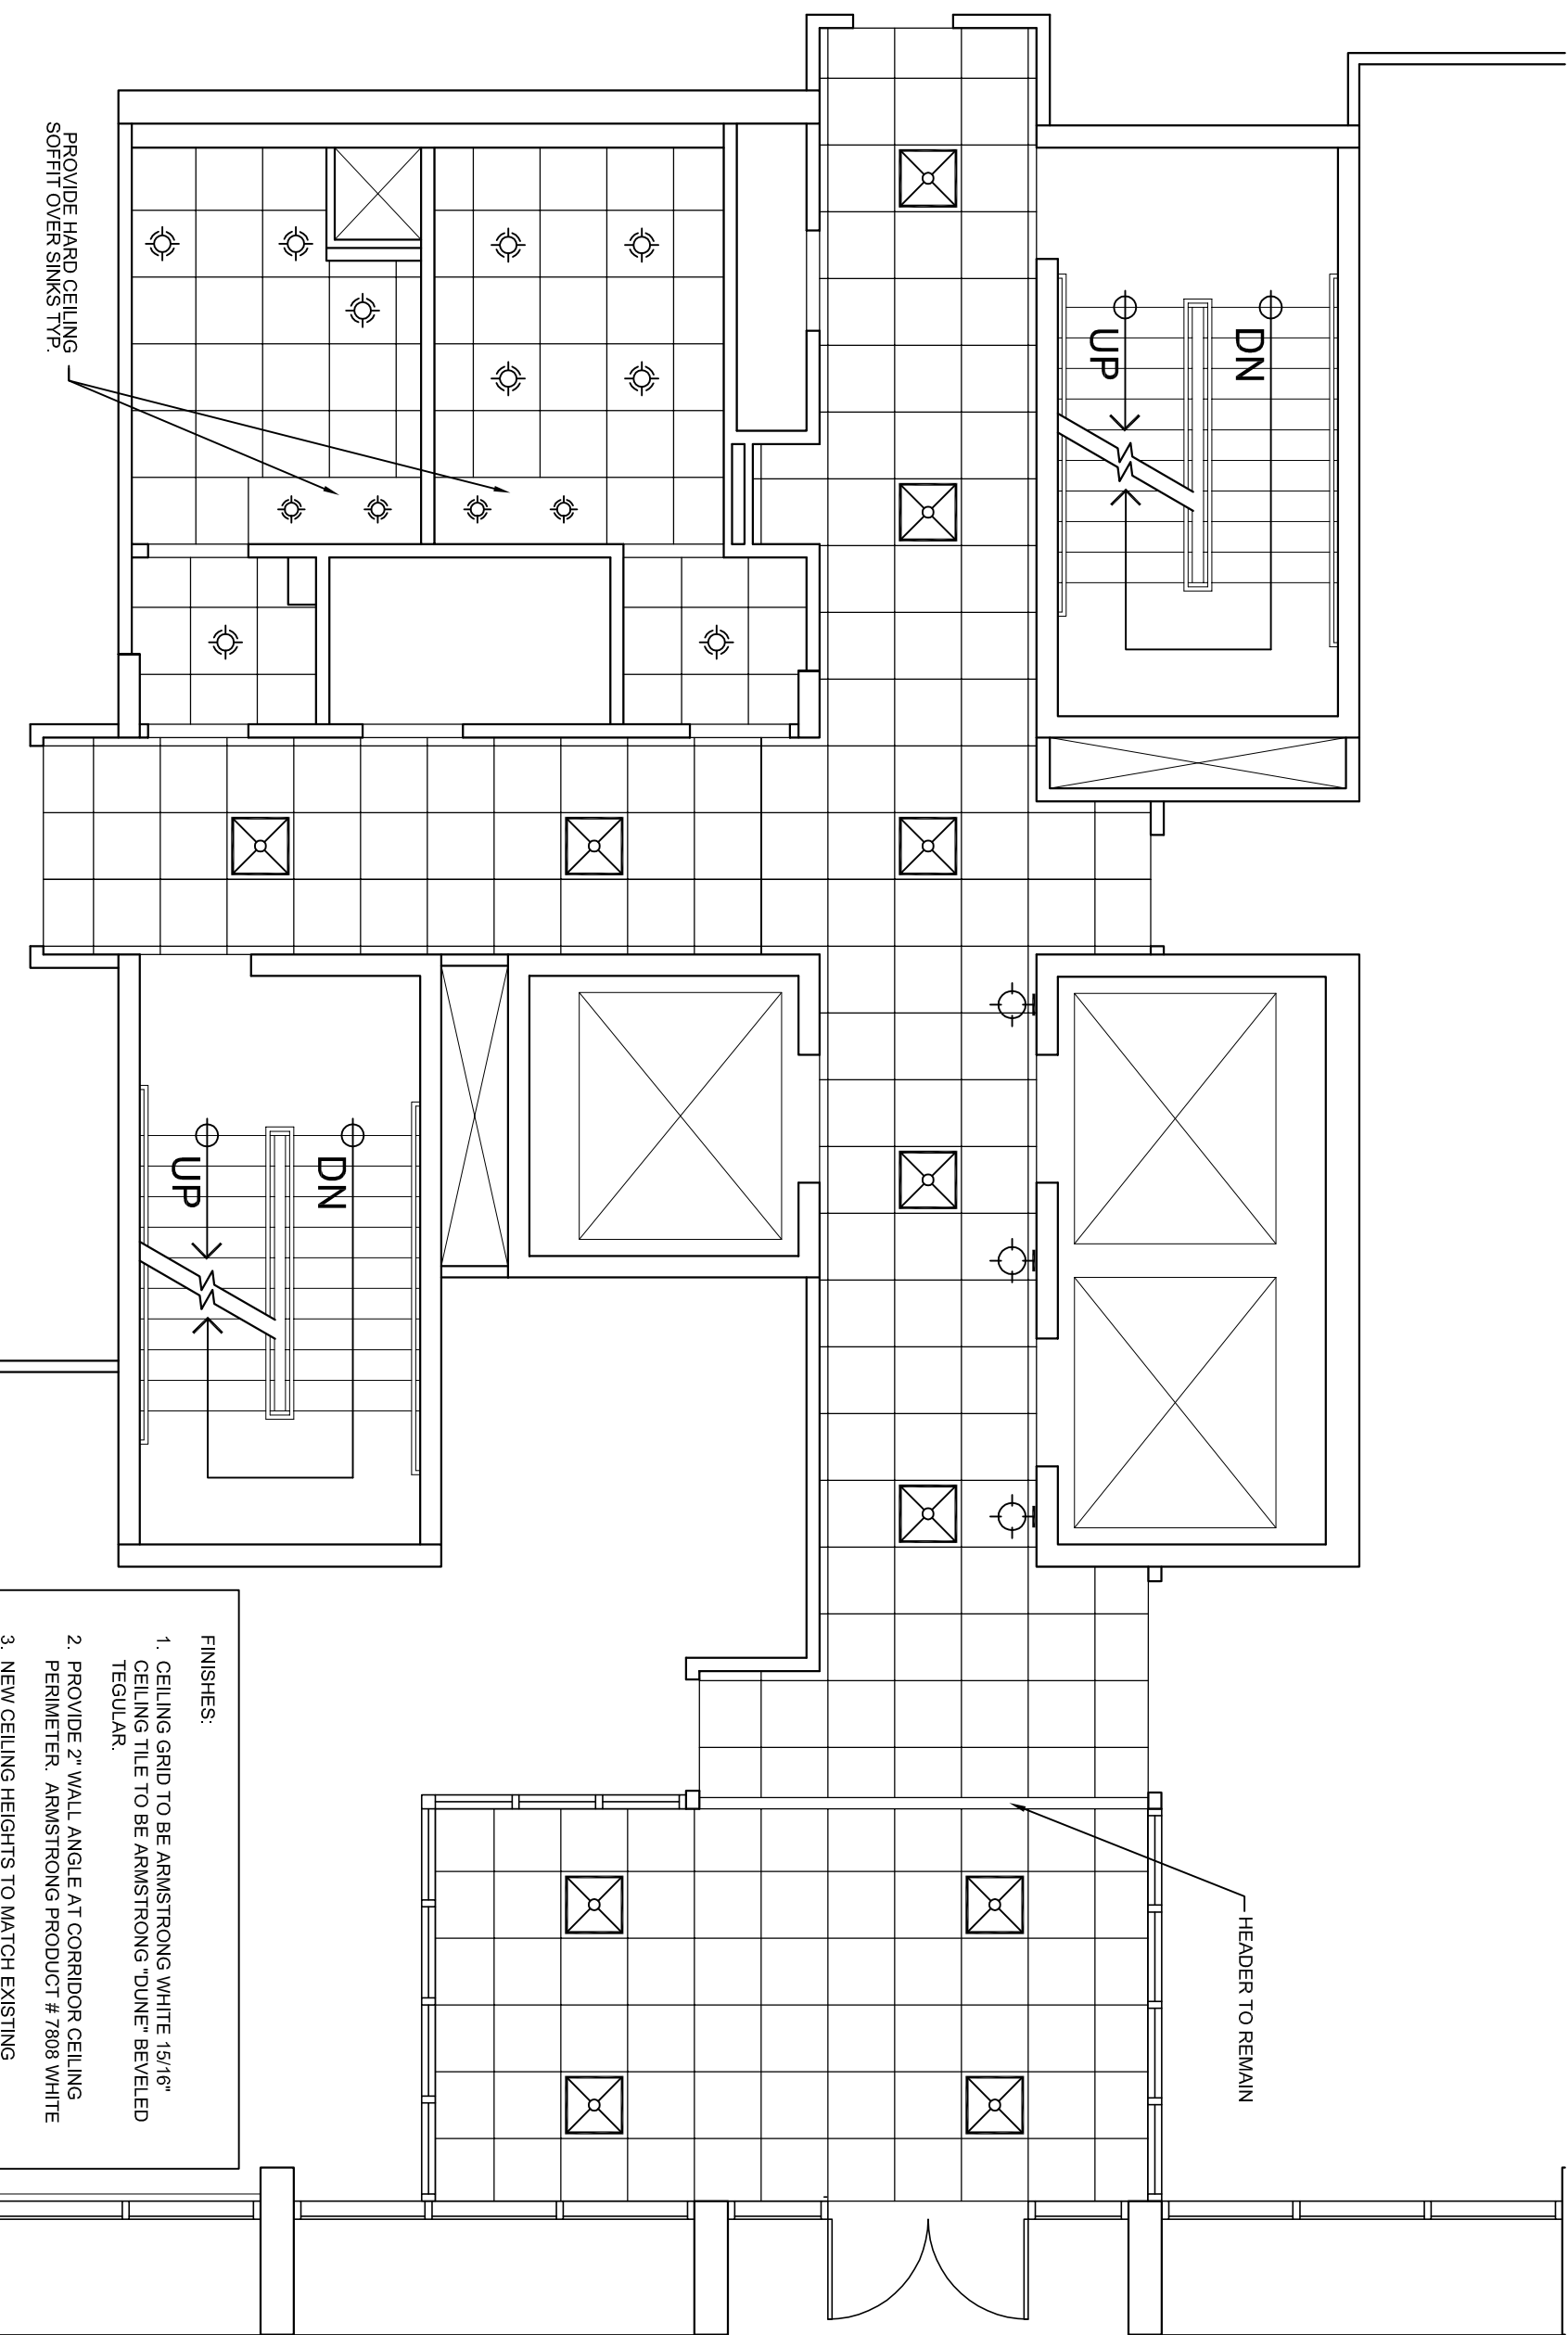 PROVIDE HARD CEILING
SOFFIT OVER SINKS TYP.
DN
UP
DN
UP
HEADER TO REMAIN
FINISHES:
1. CEILING GRID TO BE ARMSTRONG WHITE 15/16"
CEILING TILE TO BE ARMSTRONG "DUNE" BEVELED
TEGULAR.
2. PROVIDE 2" WALL ANGLE AT CORRIDOR CEILING
PERIMETER. ARMSTRONG PRODUCT # 7808 WHITE
3. NEW CEILING HEIGHTS TO MATCH EXISTING